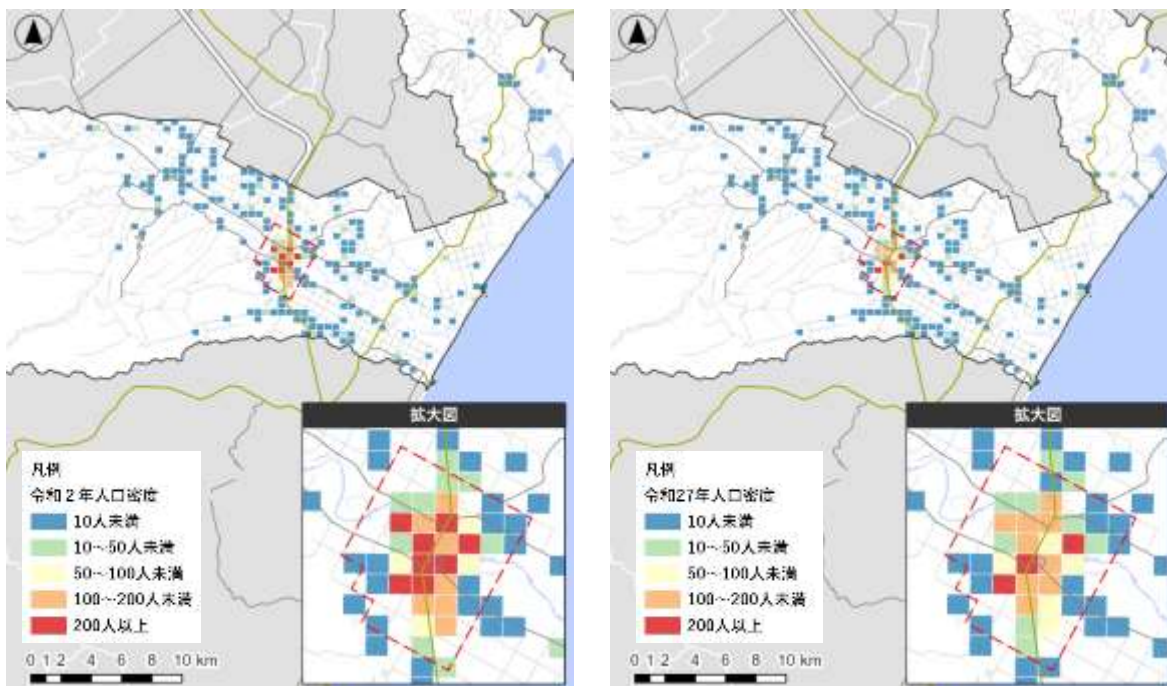 拡大図
凡例
令和2年人口密度
10人未満
10~50人未満
50~100人未満
100~200人未満
200人以上
0 1 2 4 6 8 10 km
拡大図
凡例
令和27年人口密度
10人未満
10~50人未満
50~100人未満
100~200人未満
200人以上
0 1 2 4 6 8 10 km